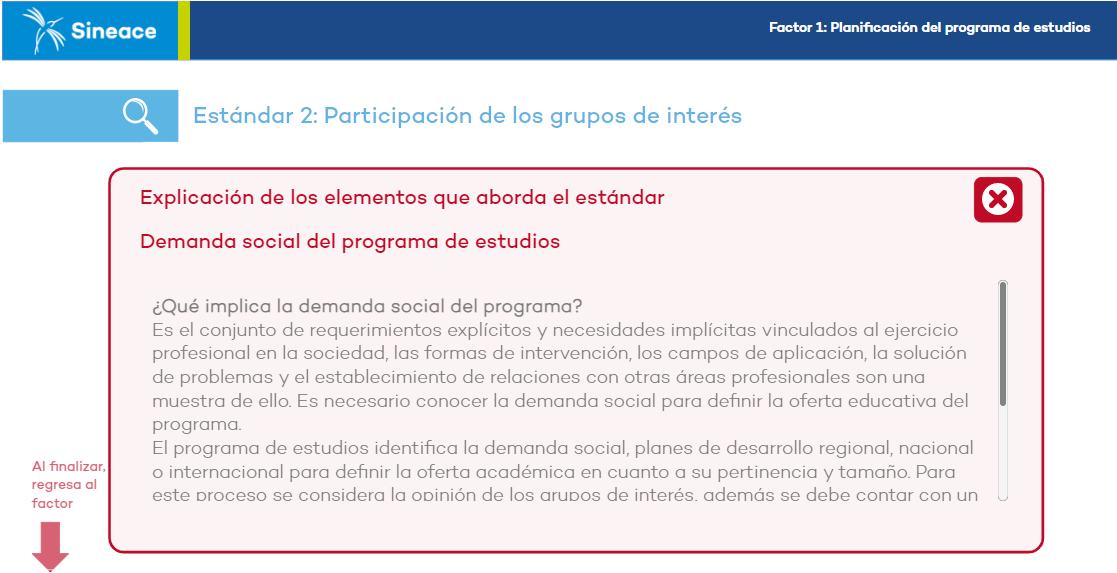 Sineace
Factor 1: Planificación del programa de estudios
Estándar 2: Participación de los grupos de interés
Explicación de los elementos que aborda el estándar
Demanda social del programa de estudios
¿Qué implica la demanda social del programa?
Es el conjunto de requerimientos explícitos y necesidades implícitas vinculados al ejercicio
profesional en la sociedad, las formas de intervención, los campos de aplicación, la solución
de problemas y el establecimiento de relaciones con otras áreas profesionales son una
muestra de ello. Es necesario conocer la demanda social para definir la oferta educativa del
programa.
El programa de estudios identifica la demanda social, planes de desarrollo regional, nacional
o internacional para definir la oferta académica en cuanto a su pertinencia y tamaño. Para
este proceso se considera la opinión de los grupos de interés, además se debe contar con un
Al finalizar,
regresa al
factor